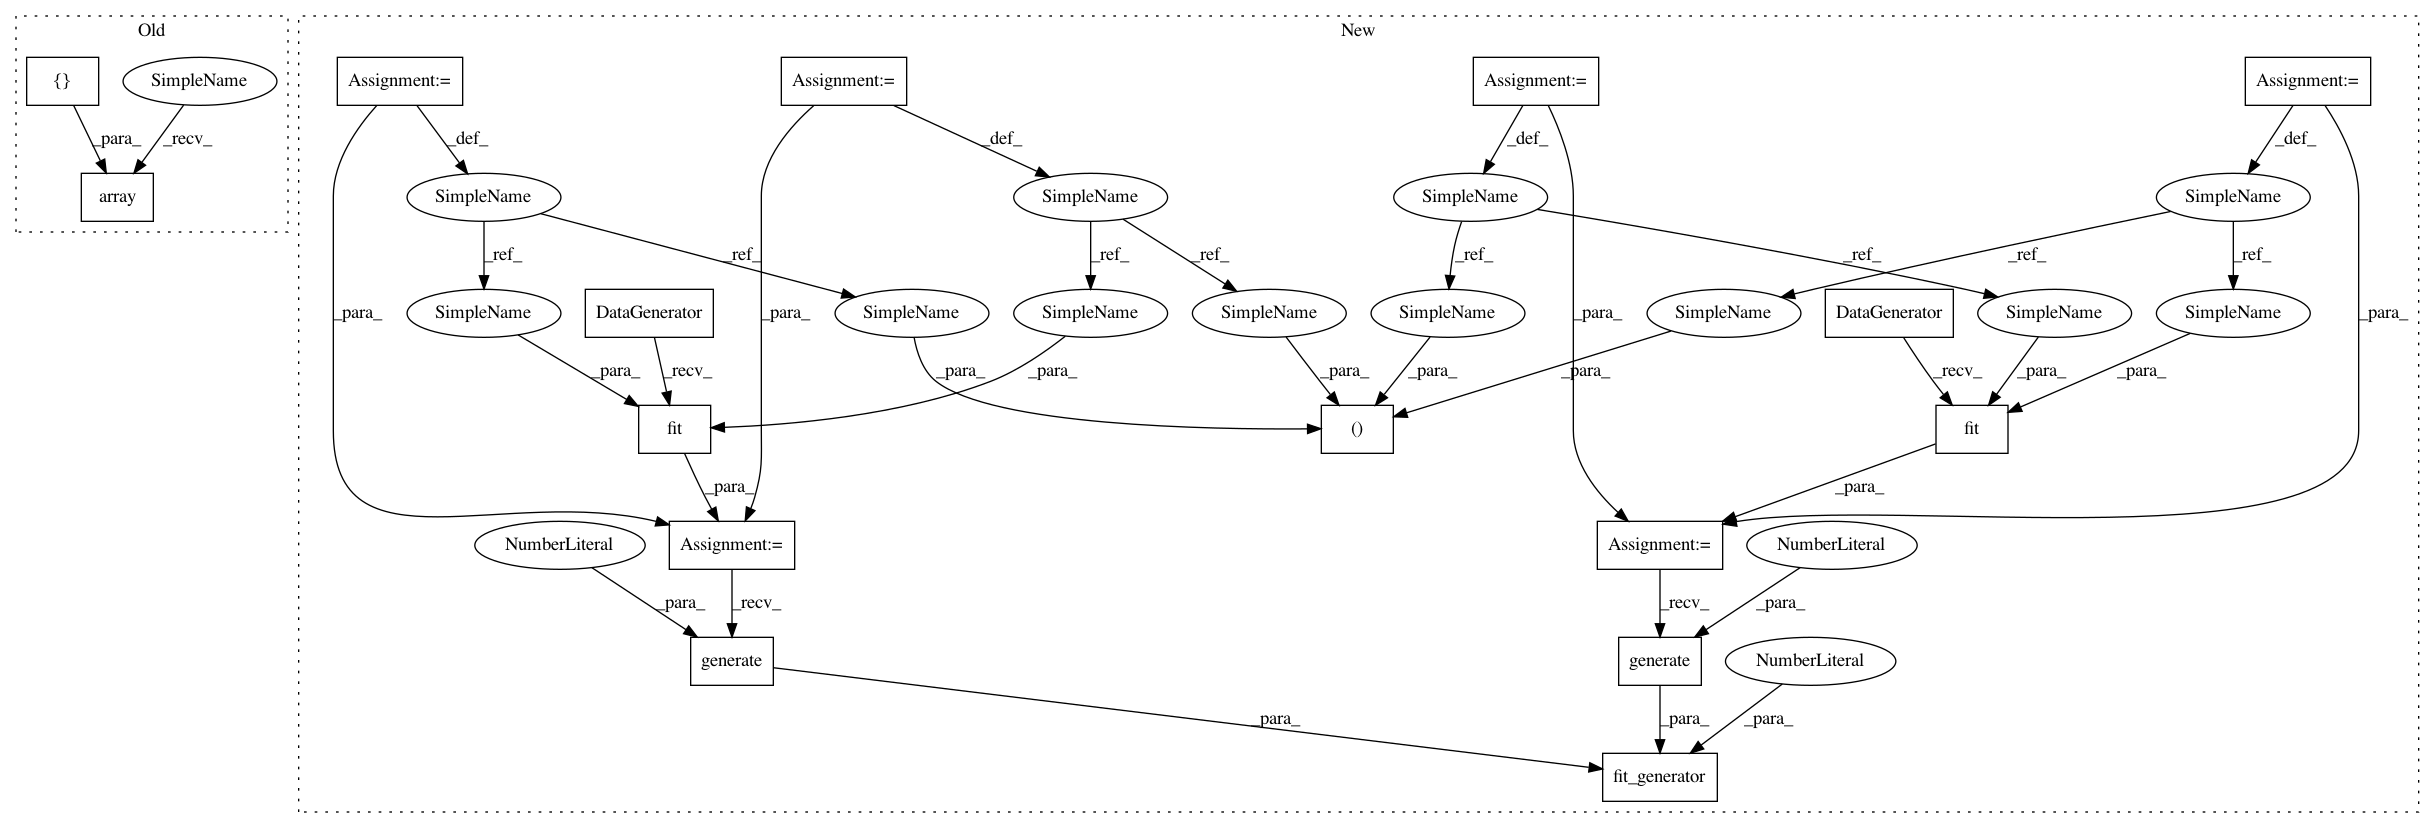 Old
New
{}
SimpleName
Assignment:=
Assignment:=
Assignment:=
Assignment:=
_para_
_recv_
_def_
_def_
_def_
_def_
array
SimpleName
SimpleName
SimpleName
SimpleName
_ref_
_ref_
_ref_
_ref_
_ref_
_ref_
_ref_
_ref_
_para_
SimpleName
DataGenerator
_para_
SimpleName
SimpleName
SimpleName
SimpleName
_para_
SimpleName
DataGenerator
SimpleName
SimpleName
_para_
_para_
_recv_
_para_
_para_
_para_
_para_
_para_
_recv_
_para_
_para_
fit
()
fit
_para_
_para_
NumberLiteral
Assignment:=
Assignment:=
NumberLiteral
_para_
_recv_
_recv_
_para_
generate
generate
NumberLiteral
_para_
_para_
_para_
fit_generator